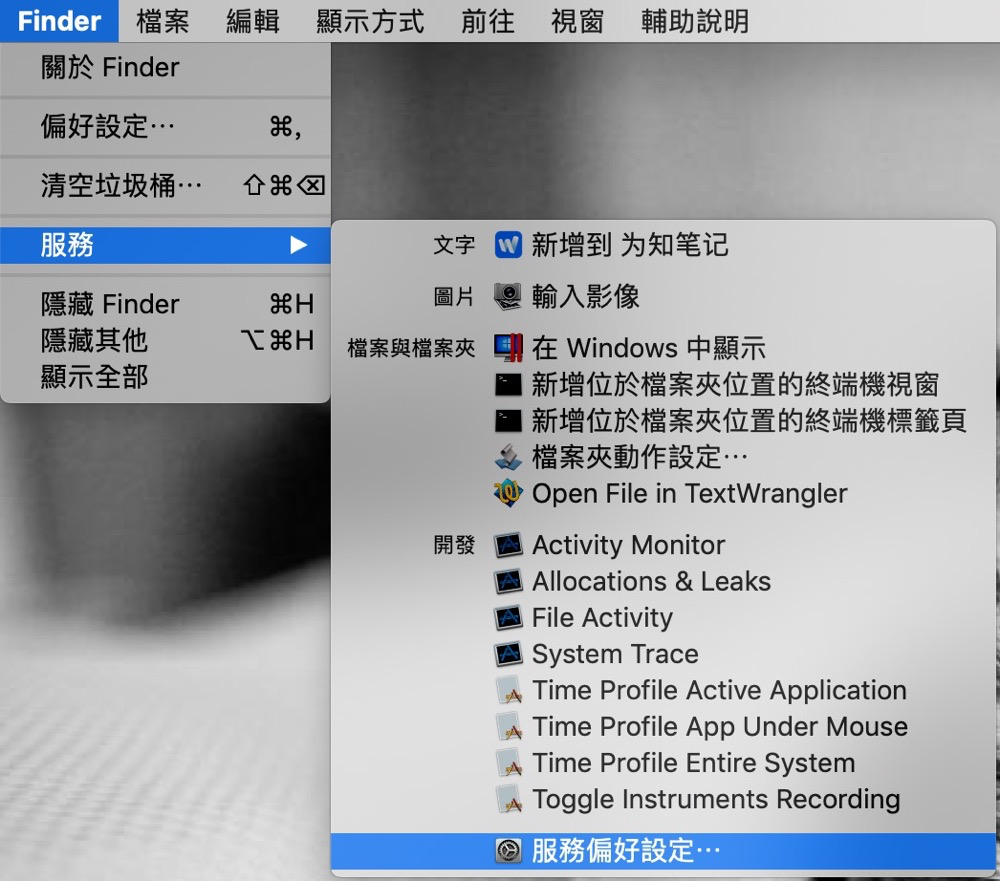 Finder 檔案 編輯 顯示方式 前往 視窗 輔助說明
關於 Finder
偏好設定⋯ ⌘,
清空垃圾桶⋯ ⇧⌘⌫
服務 ▶
隱藏 Finder ⌘H
隱藏其他 ⌥⌘H
顯示全部
文字 新增到 为知笔记
圖片 輸入影像
檔案與檔案夾 在 Windows 中顯示
新增位於檔案夾位置的終端機視窗
新增位於檔案夾位置的終端機標籤頁
檔案夾動作設定⋯
Open File in TextWrangler
開發 Activity Monitor
Allocations & Leaks
File Activity
System Trace
Time Profile Active Application
Time Profile App Under Mouse
Time Profile Entire System
Toggle Instruments Recording
服務偏好設定⋯